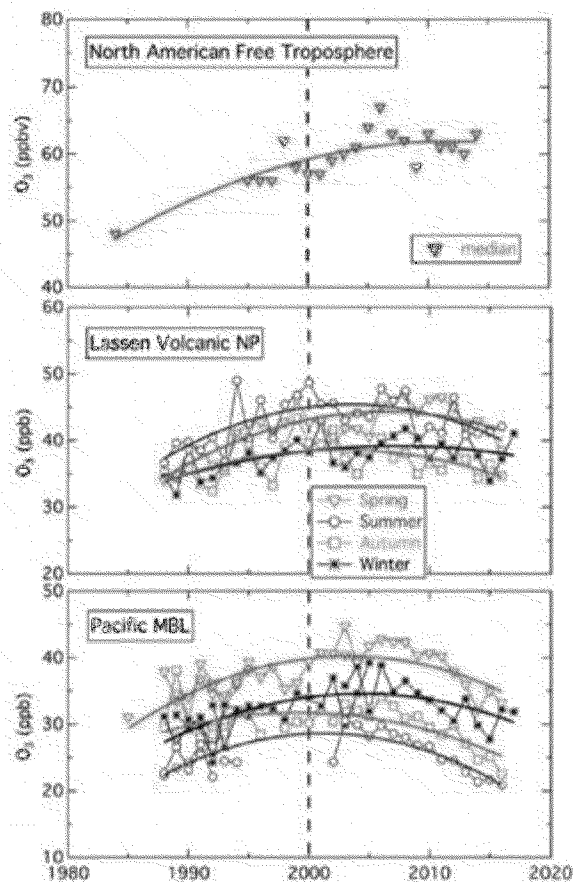 North American Free Troposphere
80
70
60
50
40
O3 (ppbv)
median
Lassen Volcanic NP
60
50
40
30
20
O3 (ppb)
Spring
Summer
Autumn
Winter
Pacific MBL
50
40
30
20
10
O3 (ppb)
1980 1990 2000 2010 2020